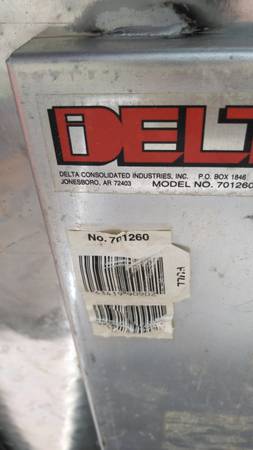 DELT
DELTA CONSOLIDATED INDUSTRIES, INC. P.O. BOX 1846
JONESBORO, AR 72403 MODEL NO. 701260
No. 701260